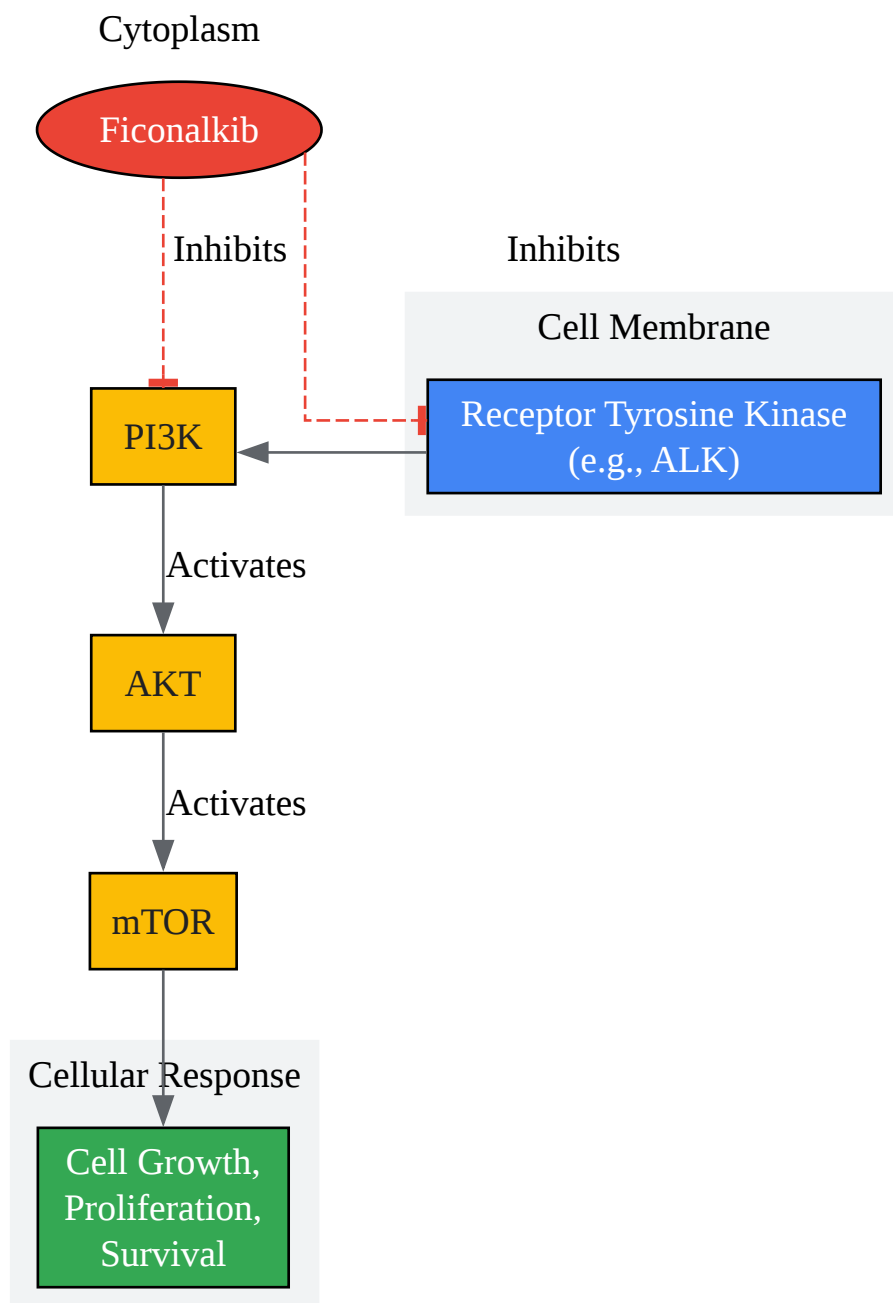 Cytoplasm
Ficonalkib
Inhibits
Inhibits
Cell Membrane
Receptor Tyrosine Kinase
(e.g., ALK)
PI3K
Activates
AKT
Activates
mTOR
Cellular Response
Cell Growth,
Proliferation,
Survival